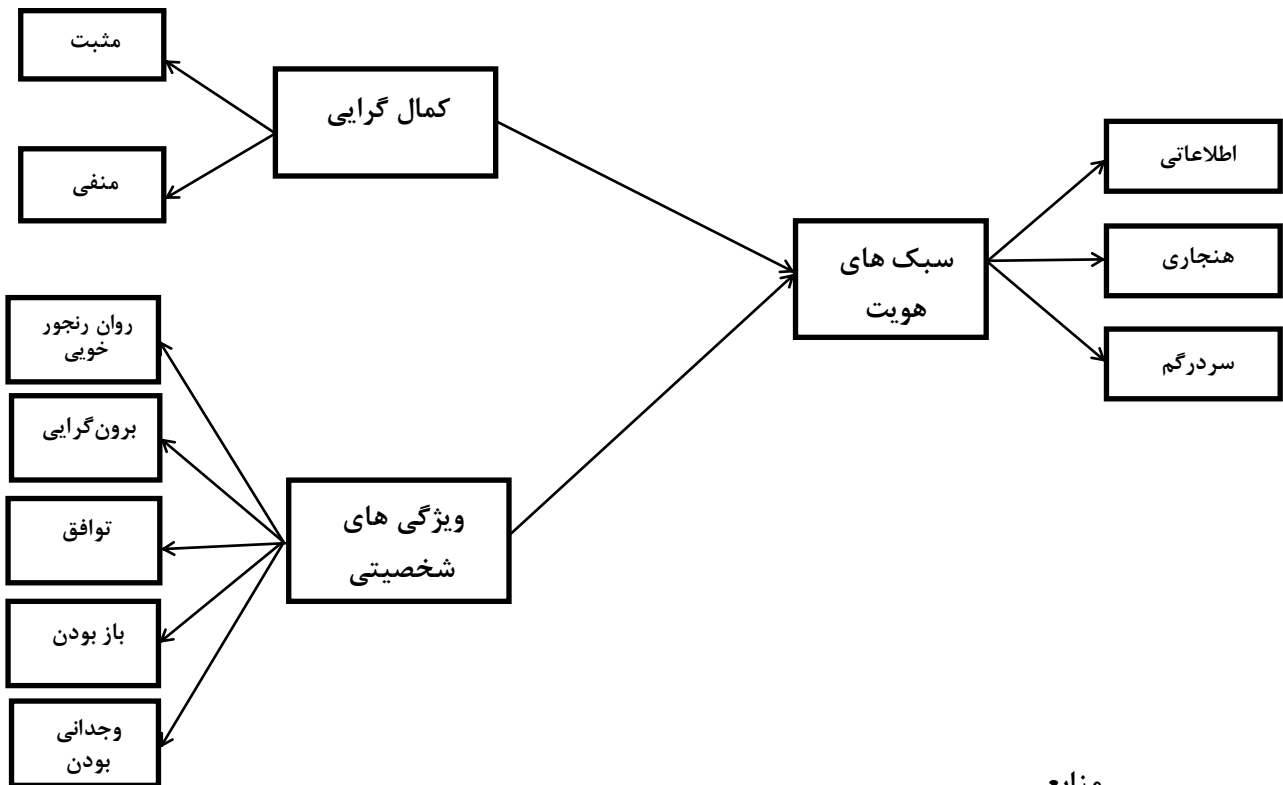 مثبت
کمال گرایی
منفی
اطلاعاتی
هنجاری
سردرگم
سبک های
هویت
روان رنجور
خویی
برون‌گرایی
توافق
باز بودن
وجدانی
بودن
ویژگی های
شخصیتی
منابع